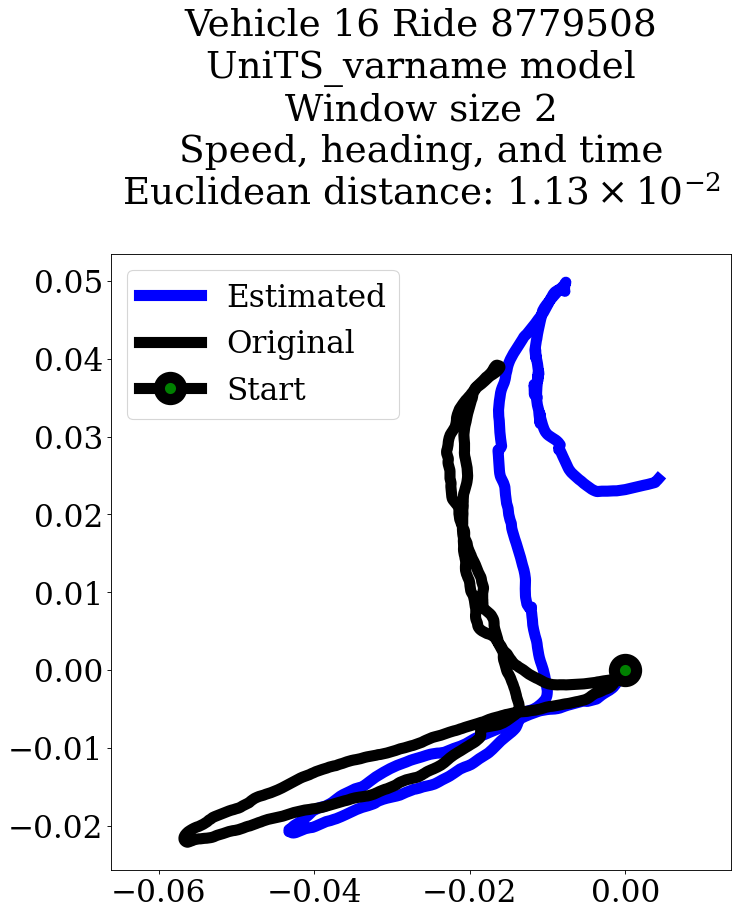 Vehicle 16 Ride 8779508
UniTS_varname model
Window size 2
Speed, heading, and time
Euclidean distance: 1.13 × 10⁻²
Estimated
Original
Start
0.05
0.04
0.03
0.02
0.01
0.00
−0.01
−0.02
−0.06 −0.04 −0.02 0.00